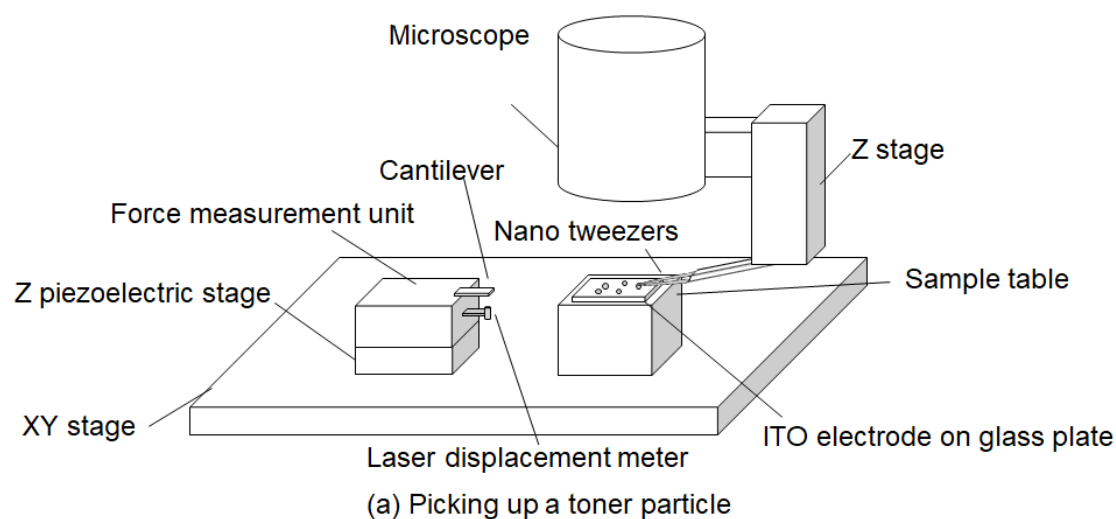 Microscope
Z stage
Cantilever
Force measurement unit
Nano tweezers
Z piezoelectric stage
Sample table
XY stage
ITO electrode on glass plate
Laser displacement meter
(a) Picking up a toner particle